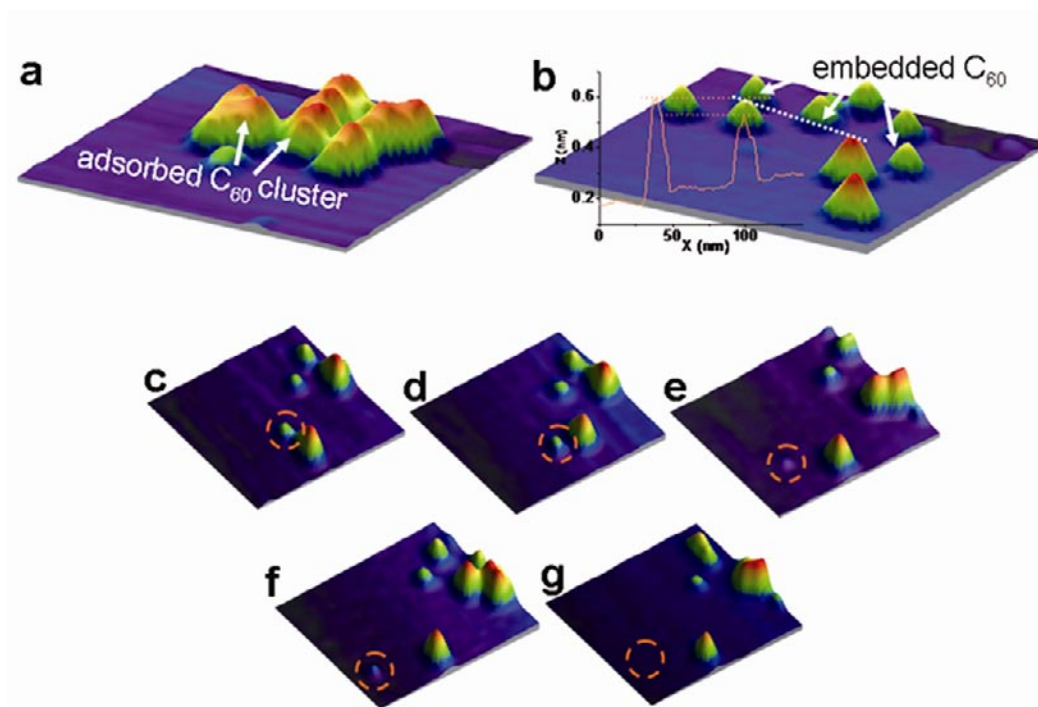 a
adsorbed C60 cluster
b
embedded C60
0.6
0.4
0.2
z (nm)
0
50
100
X (nm)
c
d
e
f
g